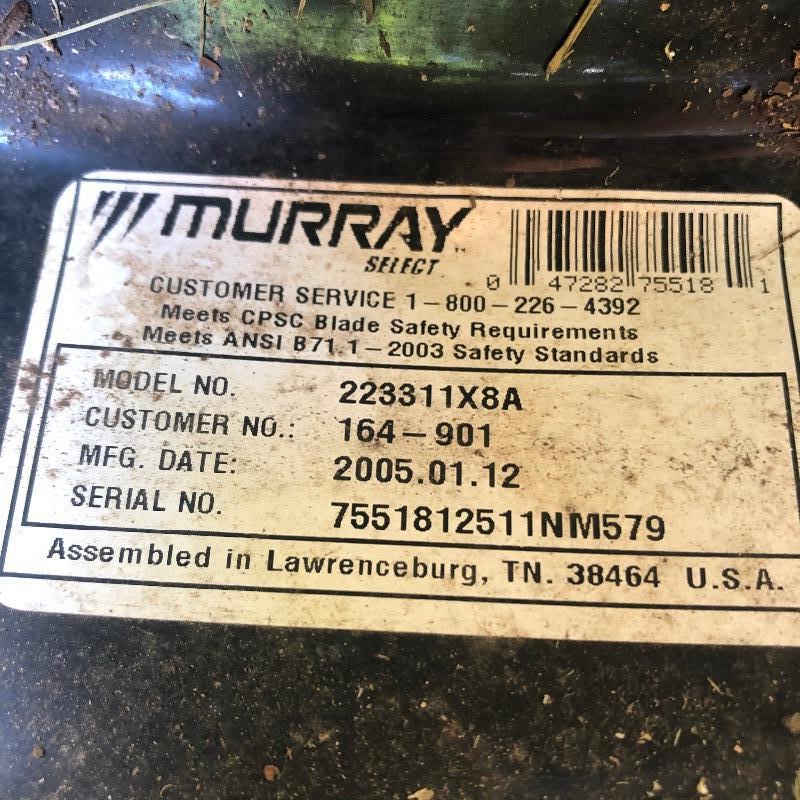 MURRAY™
SELECT
0 47282 75518 1
CUSTOMER SERVICE 1-800-226-4392
Meets CPSC Blade Safety Requirements
Meets ANSI B71.1-2003 Safety Standards
MODEL NO. 223311X8A
CUSTOMER NO.: 164-901
MFG. DATE: 2005.01.12
SERIAL NO. 7551812511NM579
Assembled in Lawrenceburg, TN. 38464 U.S.A.